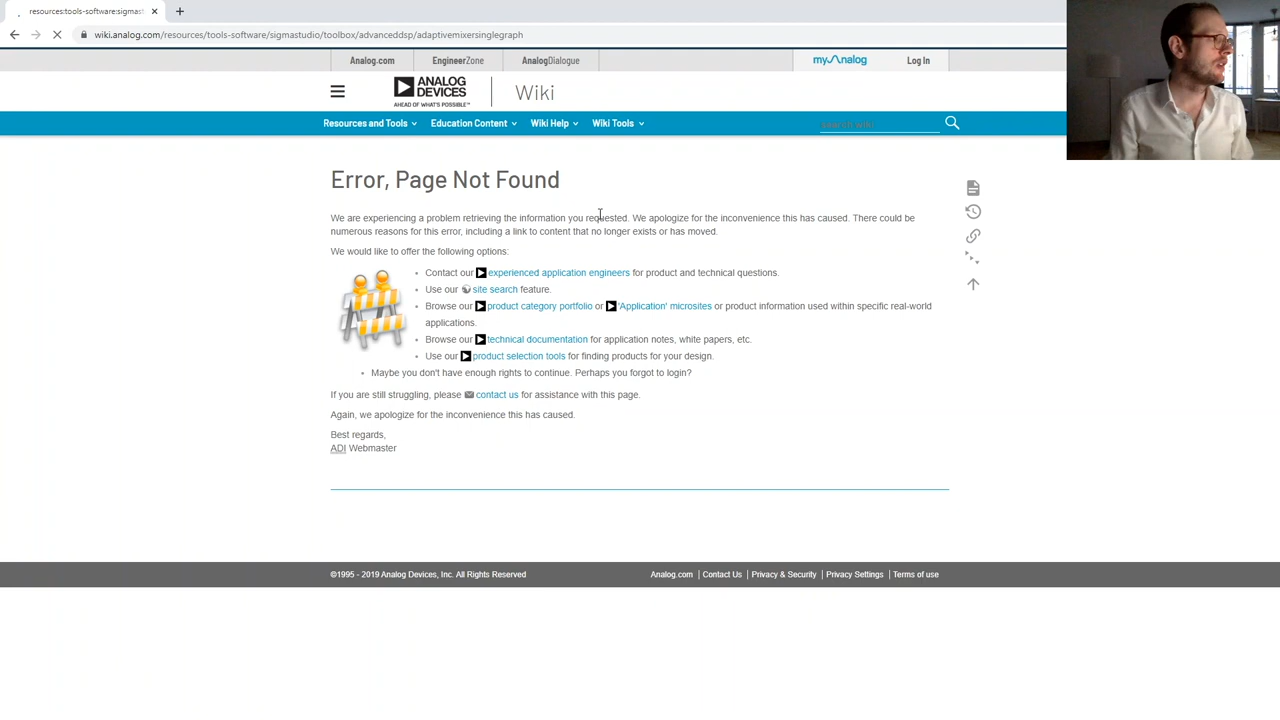 resources:tools-software:sigmast
wiki.analog.com/resources/tools-software/sigmastudio/toolbox/advanceddsp/adaptivemixersinglegraph
Analog.com EngineerZone AnalogDialogue myAnalog Log In
ANALOG DEVICES
AHEAD OF WHAT'S POSSIBLE™
Wiki
Resources and Tools Education Content Wiki Help Wiki Tools search wiki
Error, Page Not Found
We are experiencing a problem retrieving the information you requested. We apologize for the inconvenience this has caused. There could be
numerous reasons for this error, including a link to content that no longer exists or has moved.
We would like to offer the following options:
Contact our experienced application engineers for product and technical questions.
Use our site search feature.
Browse our product category portfolio or 'Application' microsites or product information used within specific real-world
applications.
Browse our technical documentation for application notes, white papers, etc.
Use our product selection tools for finding products for your design.
Maybe you don't have enough rights to continue. Perhaps you forgot to login?
If you are still struggling, please contact us for assistance with this page.
Again, we apologize for the inconvenience this has caused.
Best regards,
ADI Webmaster
©1995 - 2019 Analog Devices, Inc. All Rights Reserved Analog.com | Contact Us | Privacy & Security | Privacy Settings | Terms of use